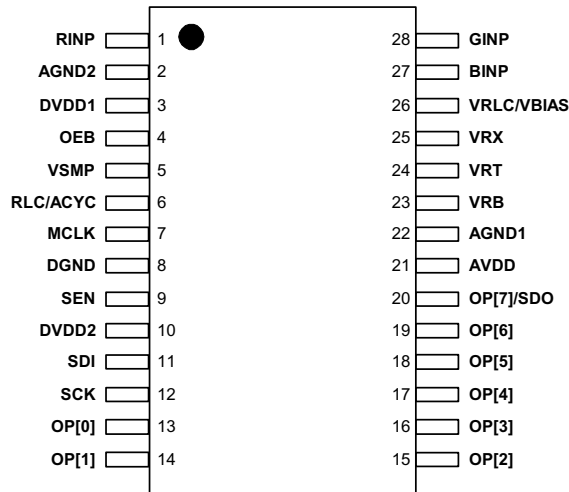 RINP 1 28 GINP
AGND2 2 27 BINP
DVDD1 3 26 VRLC/VBIAS
OEB 4 25 VRX
VSMP 5 24 VRT
RLC/ACYC 6 23 VRB
MCLK 7 22 AGND1
DGND 8 21 AVDD
SEN 9 20 OP[7]/SDO
DVDD2 10 19 OP[6]
SDI 11 18 OP[5]
SCK 12 17 OP[4]
OP[0] 13 16 OP[3]
OP[1] 14 15 OP[2]